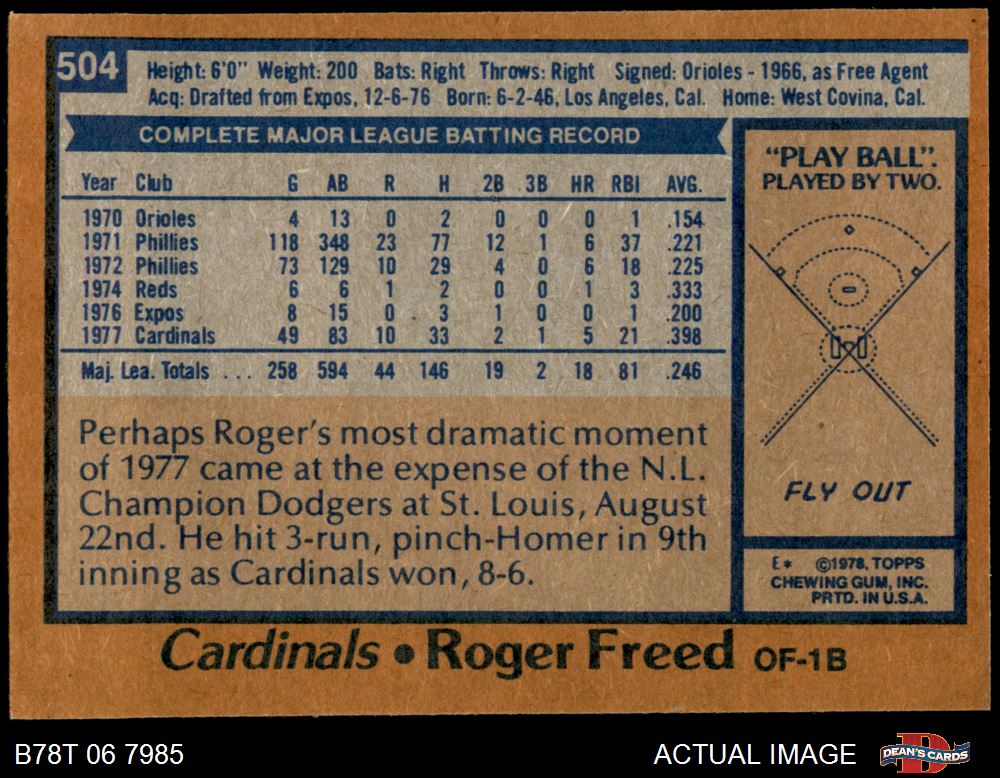 504
Height: 6'0" Weight: 200 Bats: Right Throws: Right Signed: Orioles - 1966, as Free Agent
Acq: Drafted from Expos, 12-6-76 Born: 6-2-46, Los Angeles, Cal. Home: West Covina, Cal.
COMPLETE MAJOR LEAGUE BATTING RECORD
Year Club G AB R H 2B 3B HR RBI AVG.
1970 Orioles 4 13 0 2 0 0 0 1 .154
1971 Phillies 118 348 23 77 12 1 6 37 .221
1972 Phillies 73 129 10 29 4 0 6 18 .225
1974 Reds 6 6 1 2 0 0 1 3 .333
1976 Expos 8 15 0 3 1 0 0 1 .200
1977 Cardinals 49 83 10 33 2 1 5 21 .398
Maj. Lea. Totals . . . 258 594 44 146 19 2 18 81 .246
Perhaps Roger's most dramatic moment
of 1977 came at the expense of the N.L.
Champion Dodgers at St. Louis, August
22nd. He hit 3-run, pinch-Homer in 9th
inning as Cardinals won, 8-6.
"PLAY BALL".
PLAYED BY TWO.
FLY OUT
E* ©1978, TOPPS
CHEWING GUM, INC.
PRTD. IN U.S.A.
Cardinals • Roger Freed OF-1B
B78T 06 7985
ACTUAL IMAGE
DEAN'S CARDS